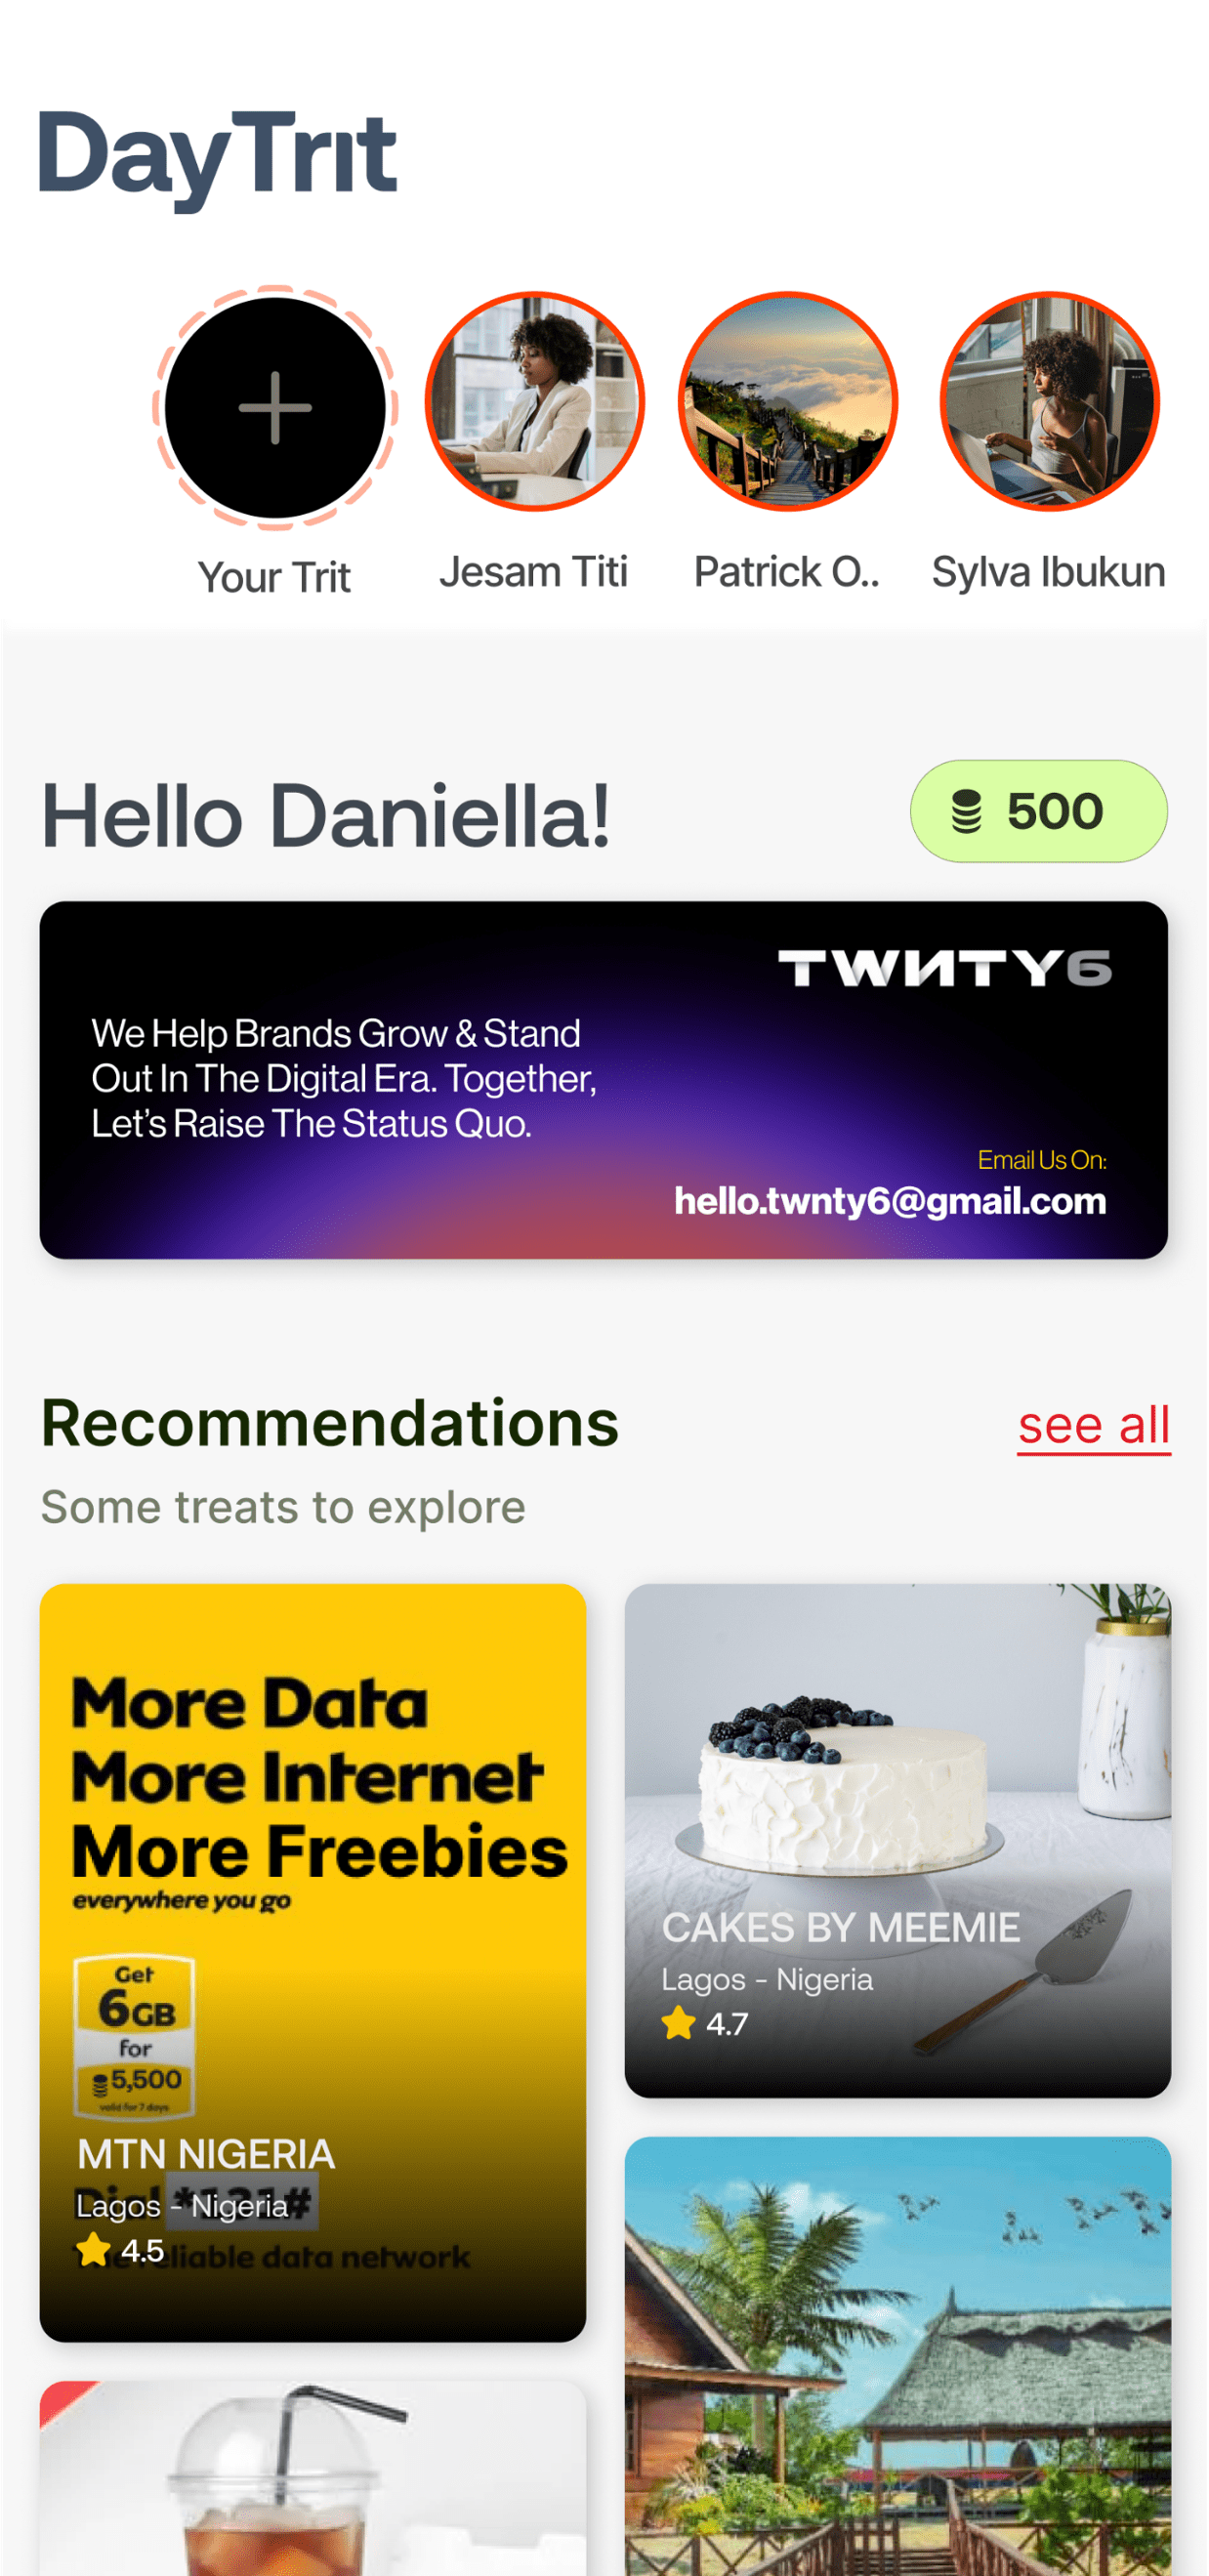 DayTrit
Your Trit
Jesam Titi
Patrick O..
Sylva Ibukun
Hello Daniella!
500
TWNTY6
We Help Brands Grow & Stand
Out In The Digital Era. Together,
Let's Raise The Status Quo.
Email Us On:
hello.twnty6@gmail.com
Recommendations
see all
Some treats to explore
More Data
More Internet
More Freebies
everywhere you go
Get
6GB
for
5,500
valid for 7 days
MTN NIGERIA
Dial *131#
Lagos - Nigeria
4.5
reliable data network
CAKES BY MEEMIE
Lagos - Nigeria
4.7